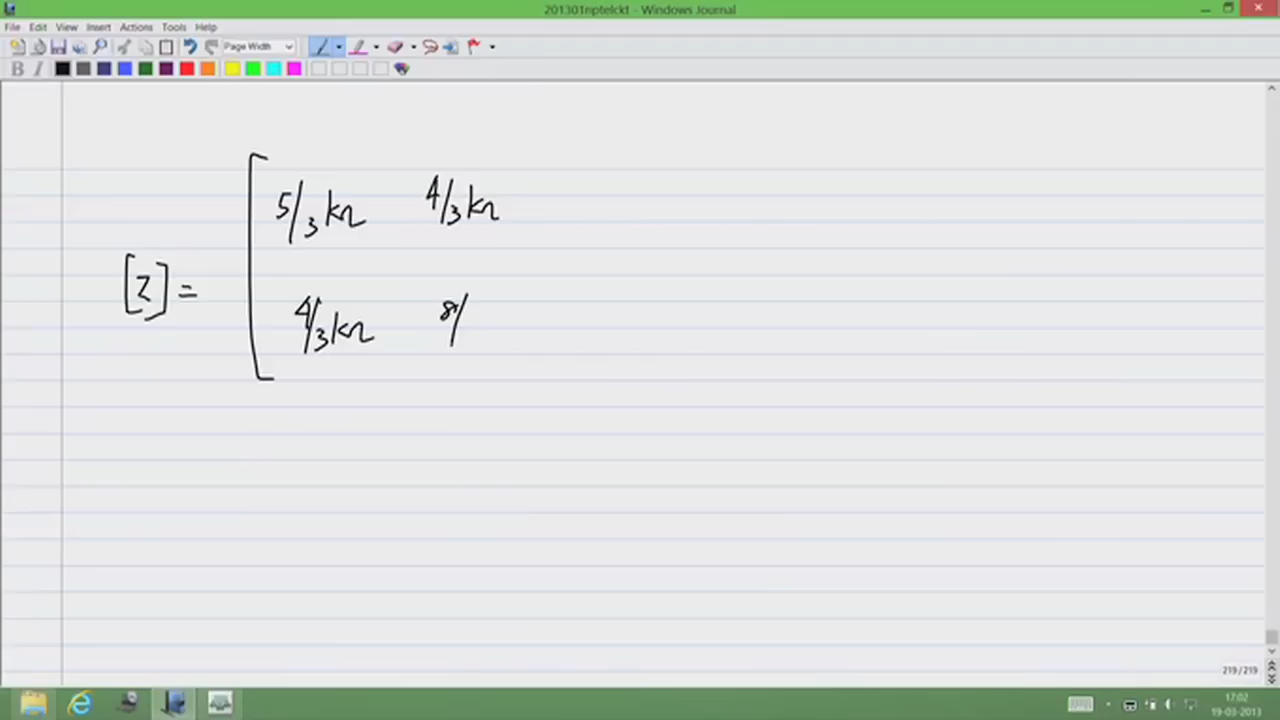 201301nptelckt - Windows Journal
File Edit View Insert Actions Tools Help
Page Width
B I
5/3 kΩ 4/3 kΩ
[Z] =
4/3 kΩ 8/
219/219
17:02
19-03-2013